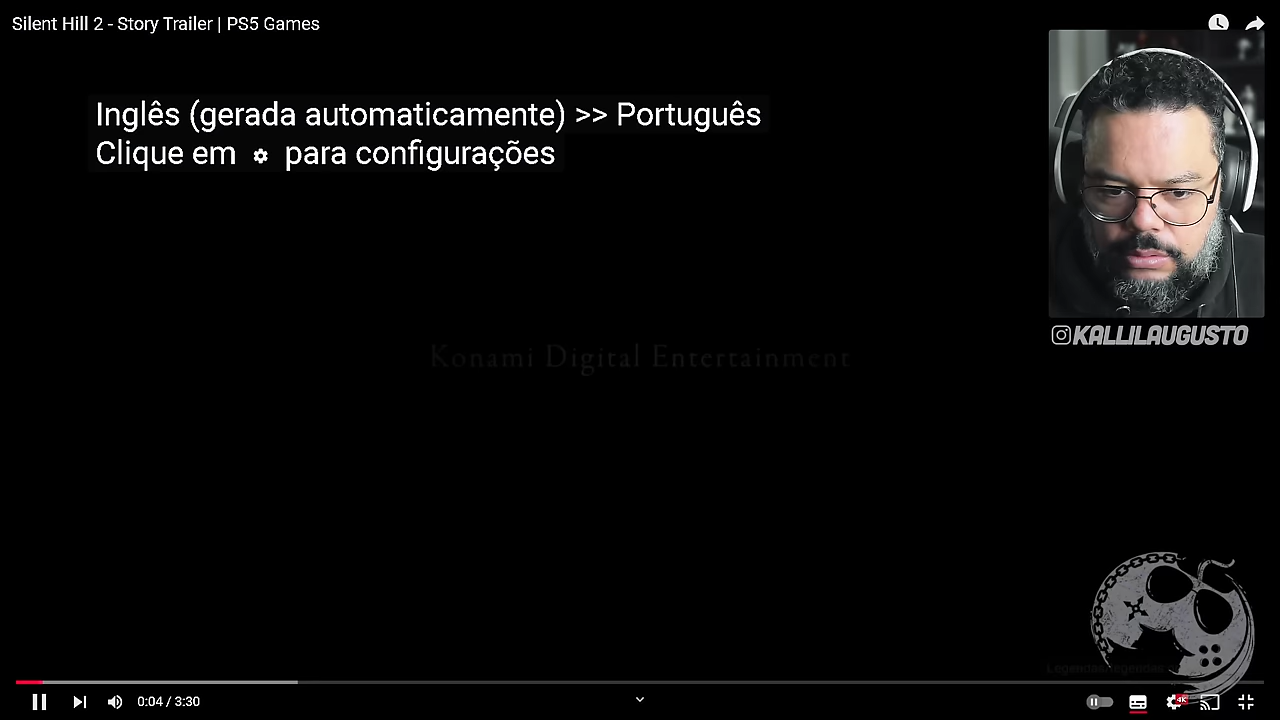 Silent Hill 2 - Story Trailer | PS5 Games
Inglês (gerada automaticamente) >> Português
Clique em para configurações
KALLILAUGUSTO
Konami Digital Entertainment
0:04 / 3:30
4K